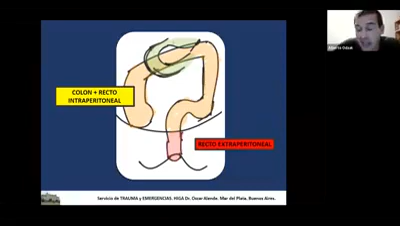 COLON + RECTO
INTRAPERITONEAL
RECTO EXTRAPERITONEAL
Servicio de TRAUMA y EMERGENCIAS. HIGA Dr. Oscar Alende. Mar del Plata. Buenos Aires.